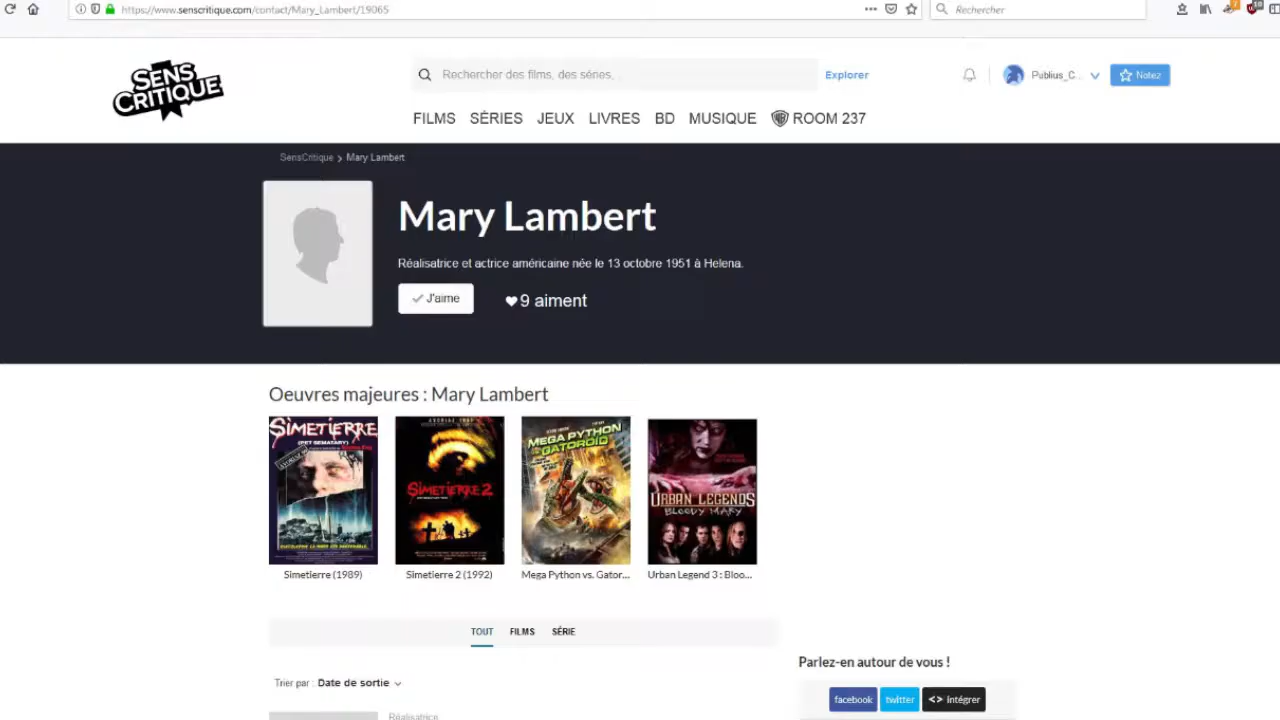 https://www.senscritique.com/contact/Mary_Lambert/19065
Rechercher
SENS CRITIQUE
Rechercher des films, des séries,
Explorer
Publius_C...
Notez
FILMS SÉRIES JEUX LIVRES BD MUSIQUE ROOM 237
SensCritique > Mary Lambert
Mary Lambert
Réalisatrice et actrice américaine née le 13 octobre 1951 à Helena.
J'aime
9 aiment
Oeuvres majeures : Mary Lambert
SIMETIERRE
(PET SEMATARY)
SIMETIERRE 2
MEGA PYTHON
VS.
GATOROID
URBAN LEGENDS
BLOODY MARY
Simetierre (1989)
Simetierre 2 (1992)
Mega Python vs. Gator...
Urban Legend 3 : Bloo...
TOUT FILMS SÉRIE
Parlez-en autour de vous !
Trier par : Date de sortie
facebook
twitter
<> intégrer
Réalisatrice